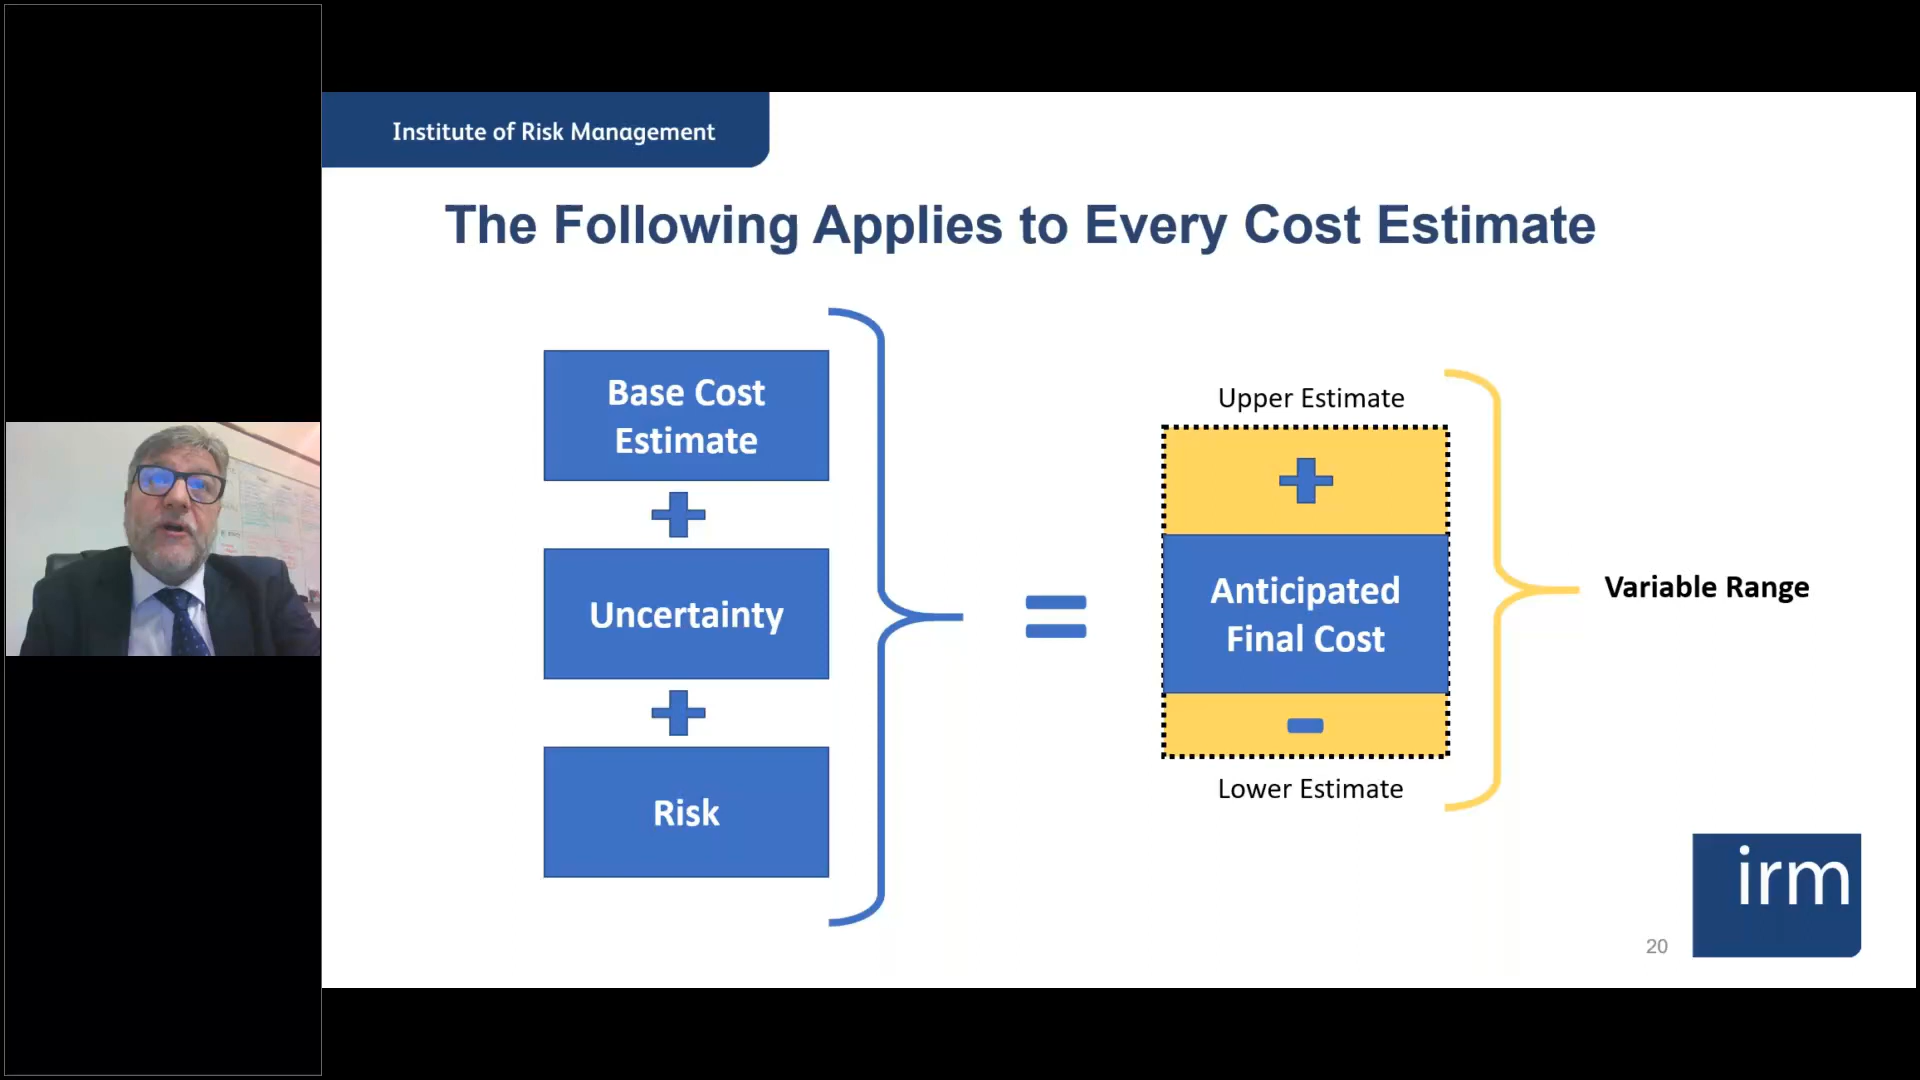 Institute of Risk Management
The Following Applies to Every Cost Estimate
Base Cost
Estimate
+
Uncertainty
+
Risk
=
Upper Estimate
+
Anticipated
Final Cost
-
Lower Estimate
Variable Range
irm
20